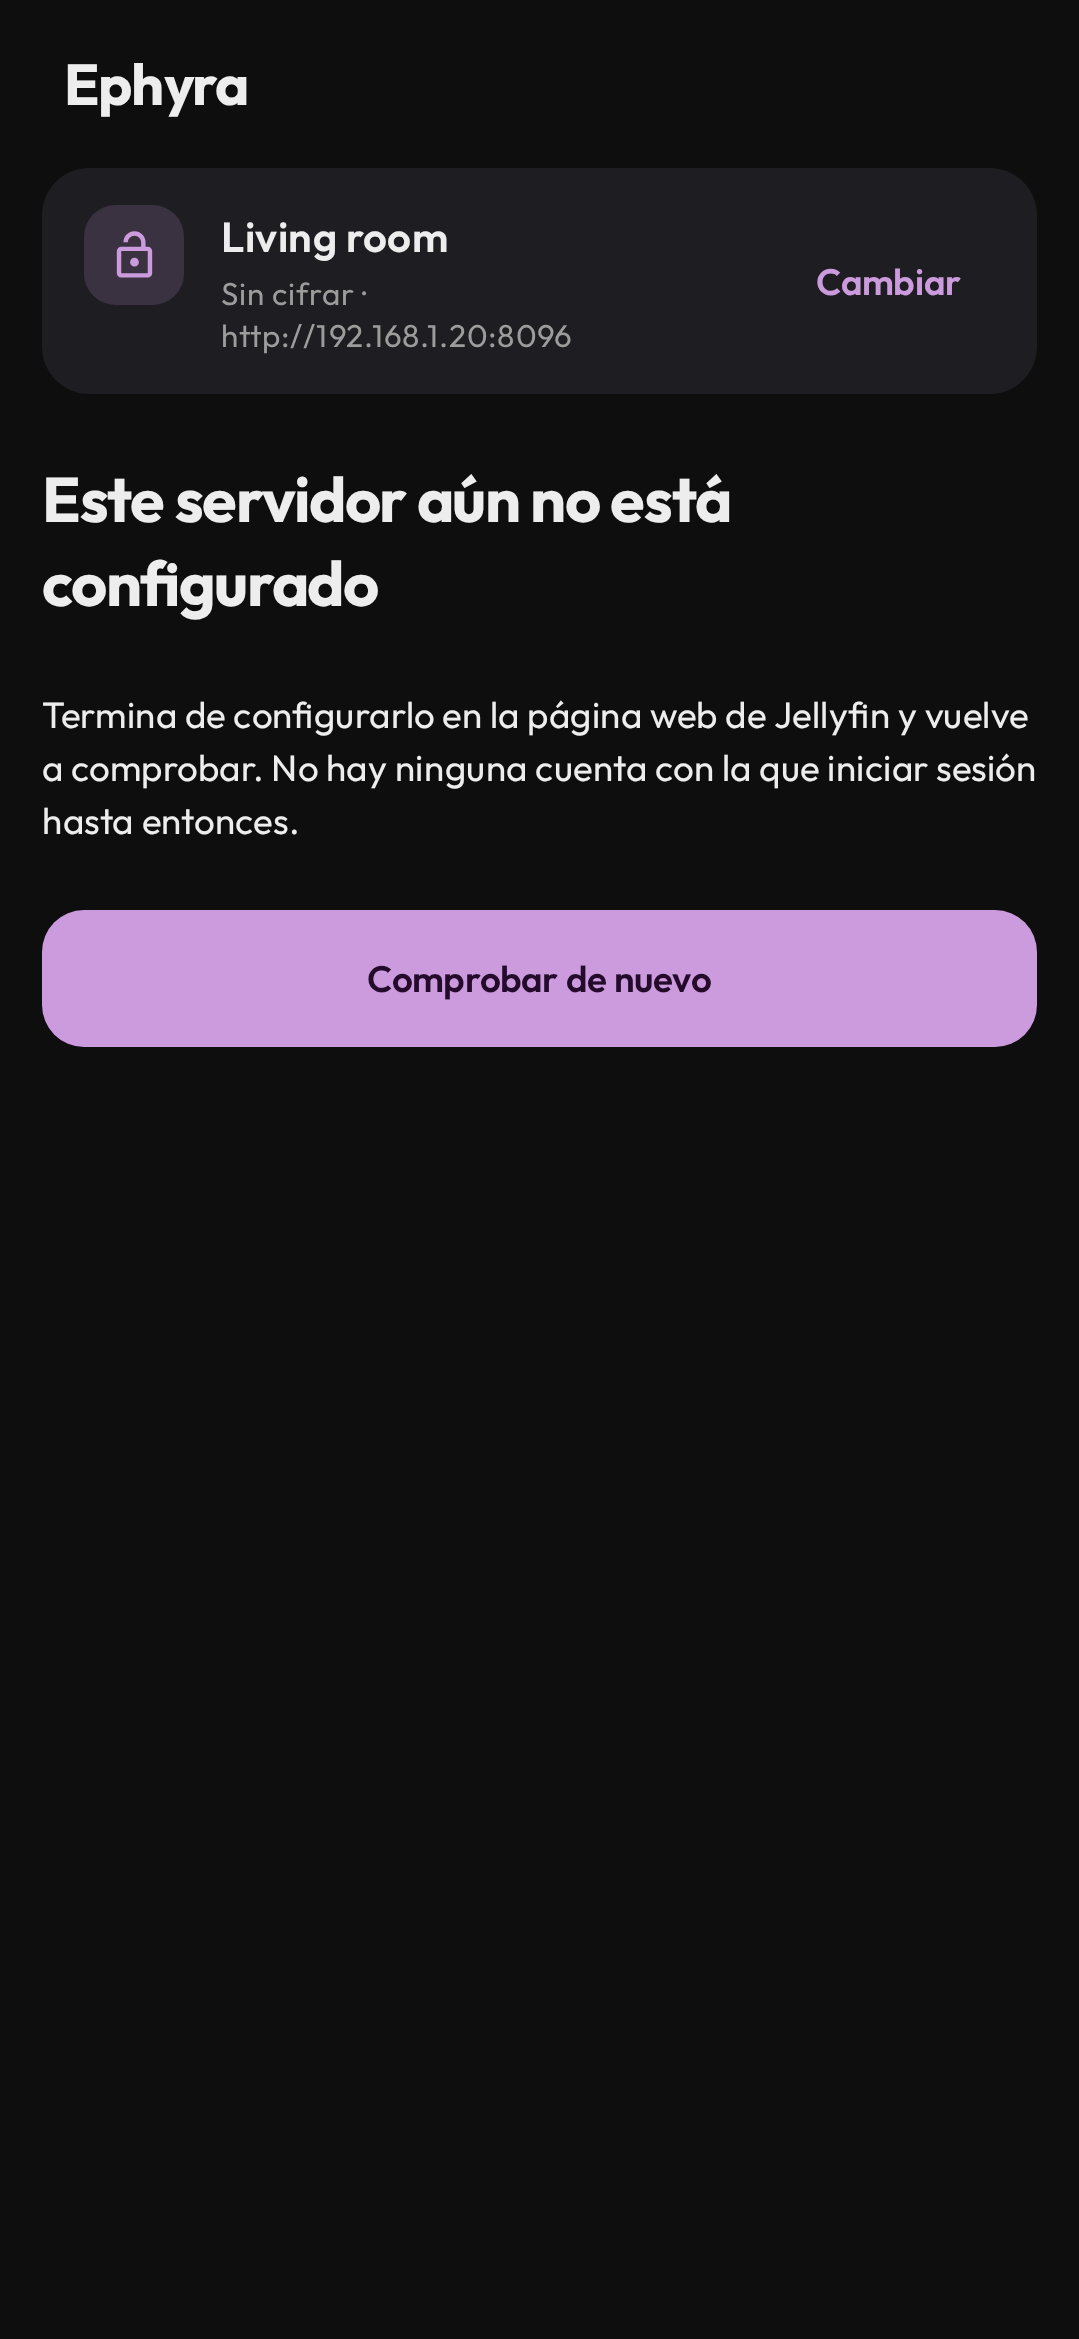 Ephyra
Living room
Sin cifrar ·
http://192.168.1.20:8096
Cambiar
Este servidor aún no está
configurado
Termina de configurarlo en la página web de Jellyfin y vuelve
a comprobar. No hay ninguna cuenta con la que iniciar sesión
hasta entonces.
Comprobar de nuevo